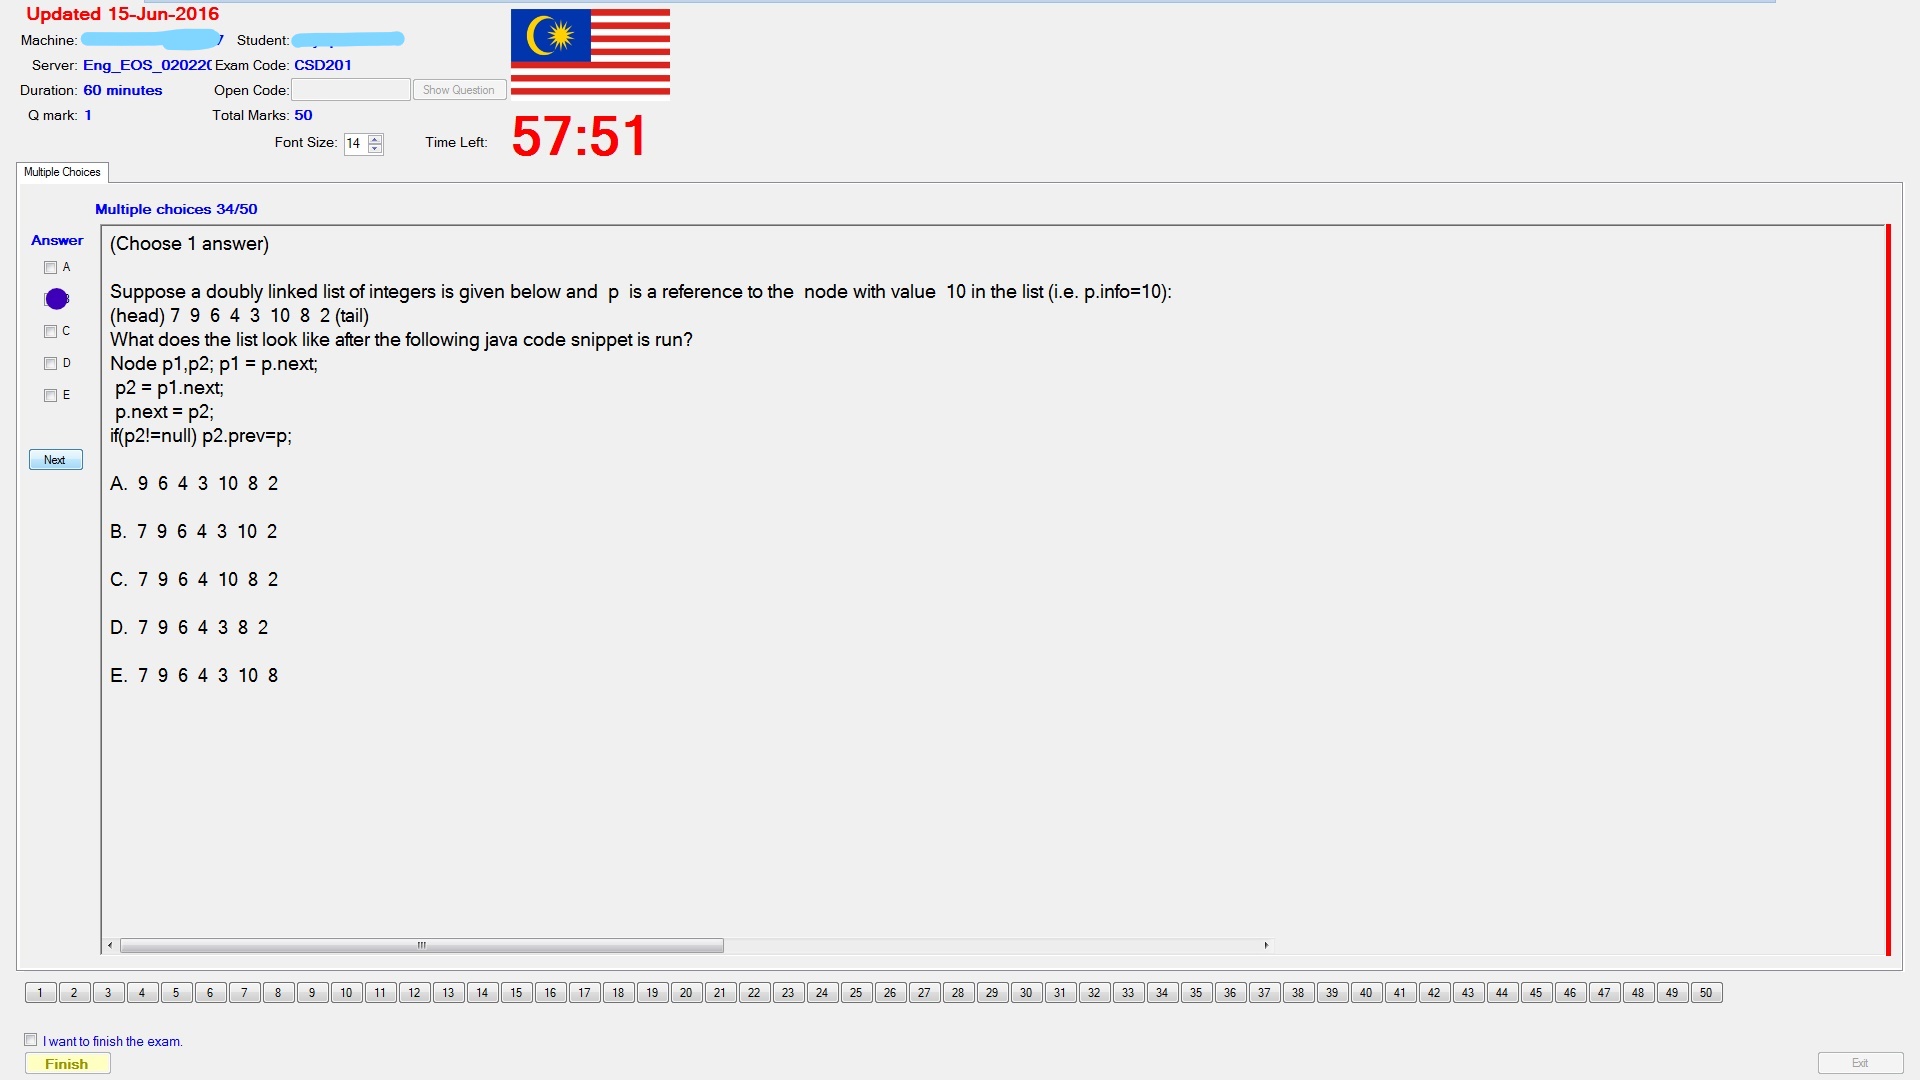 Updated 15-Jun-2016
Machine: Student:
Server: Eng_EOS_02022 Exam Code: CSD201
Duration: 60 minutes Open Code: Show Question
Q mark: 1 Total Marks: 50
Font Size: 14 Time Left: 57:51
Multiple Choices
Multiple choices 34/50
Answer
A
C
D
E
Next
(Choose 1 answer)
Suppose a doubly linked list of integers is given below and p is a reference to the node with value 10 in the list (i.e. p.info=10):
(head) 7 9 6 4 3 10 8 2 (tail)
What does the list look like after the following java code snippet is run?
Node p1,p2; p1 = p.next;
p2 = p1.next;
p.next = p2;
if(p2!=null) p2.prev=p;
A. 9 6 4 3 10 8 2
B. 7 9 6 4 3 10 2
C. 7 9 6 4 10 8 2
D. 7 9 6 4 3 8 2
E. 7 9 6 4 3 10 8
1 2 3 4 5 6 7 8 9 10 11 12 13 14 15 16 17 18 19 20 21 22 23 24 25 26 27 28 29 30 31 32 33 34 35 36 37 38 39 40 41 42 43 44 45 46 47 48 49 50
I want to finish the exam.
Finish
Exit